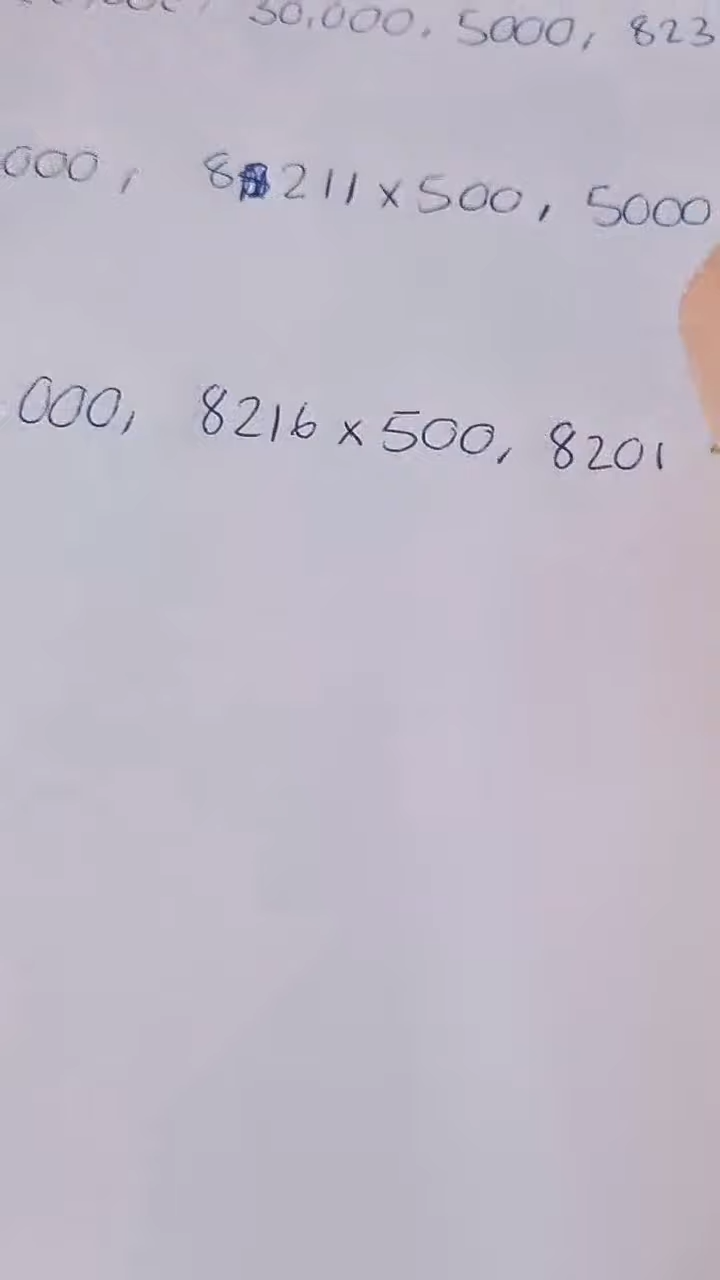 30,000, 5000, 823
000, 8211 x 500, 5000
000, 8216 x 500, 8201